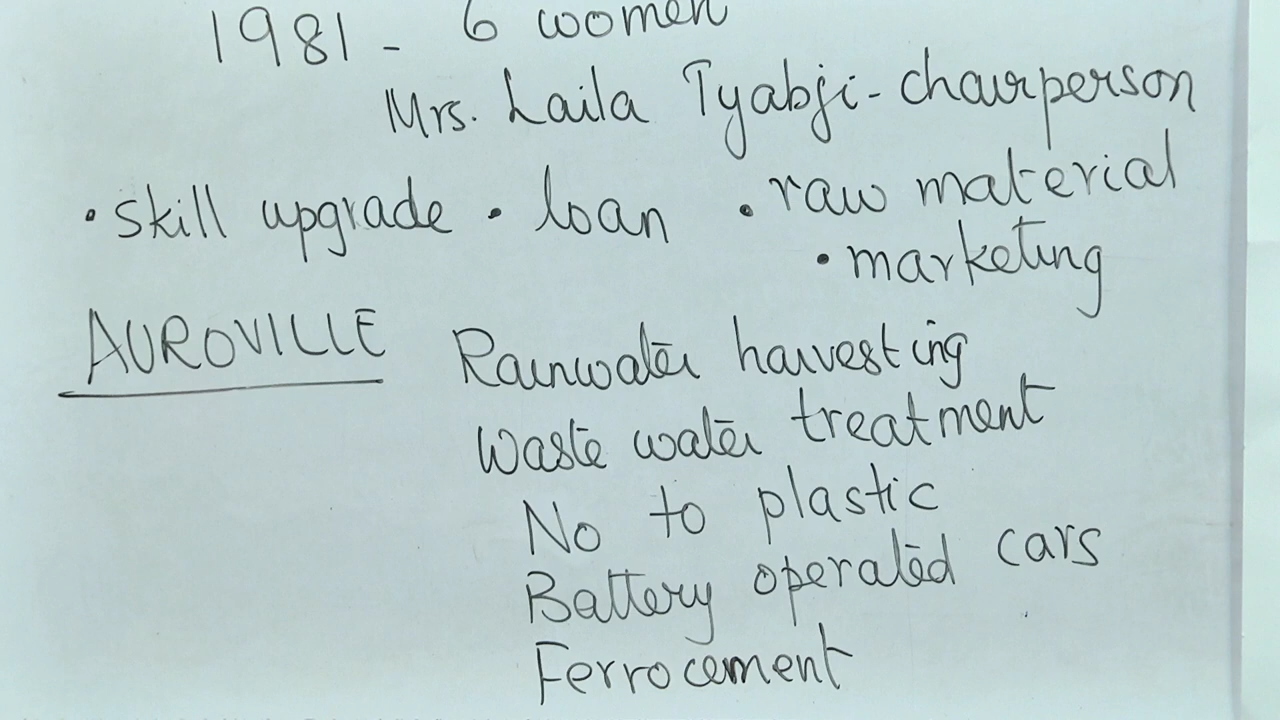 1981 - 6 women
Mrs. Laila Tyabji - chairperson
• skill upgrade • loan • raw material
• marketing
AUROVILLE Rainwater harvesting
Waste water treatment
No to plastic
Battery operated cars
Ferrocement